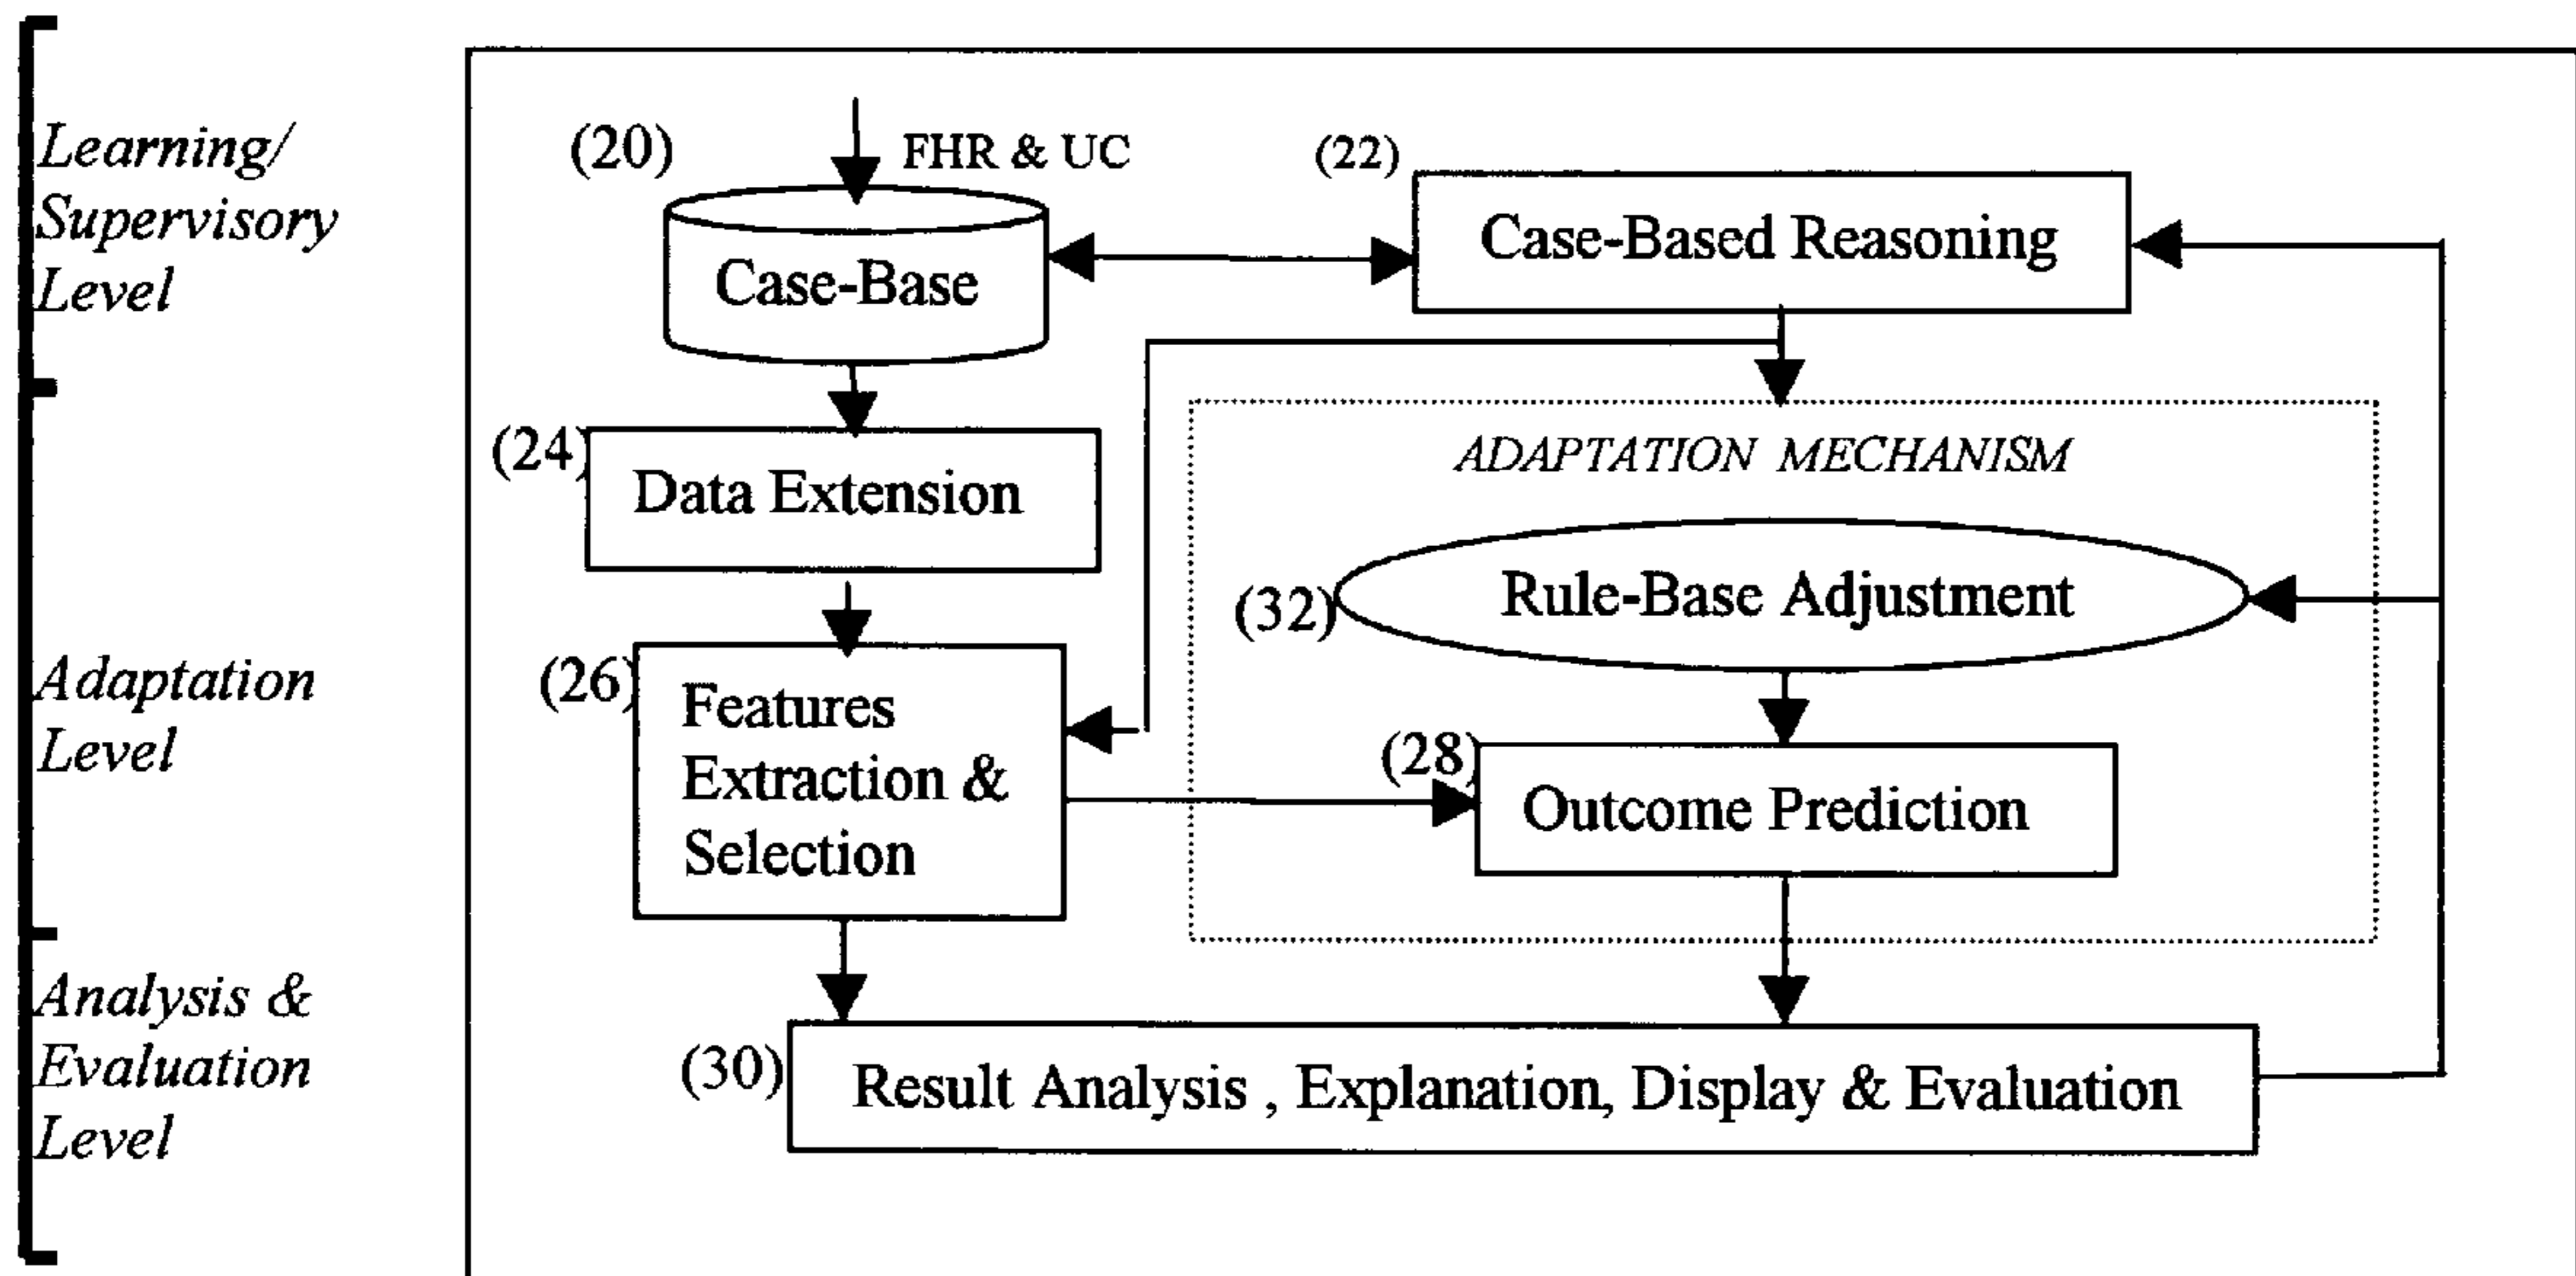 Learning/
Supervisory
Level
(20)
FHR & UC
(22)
Case-Base
Case-Based Reasoning
(24)
Data Extension
ADAPTATION MECHANISM
(32)
Rule-Base Adjustment
Adaptation
Level
(26)
Features
Extraction &
Selection
(28)
Outcome Prediction
Analysis &
Evaluation
Level
(30)
Result Analysis , Explanation, Display & Evaluation